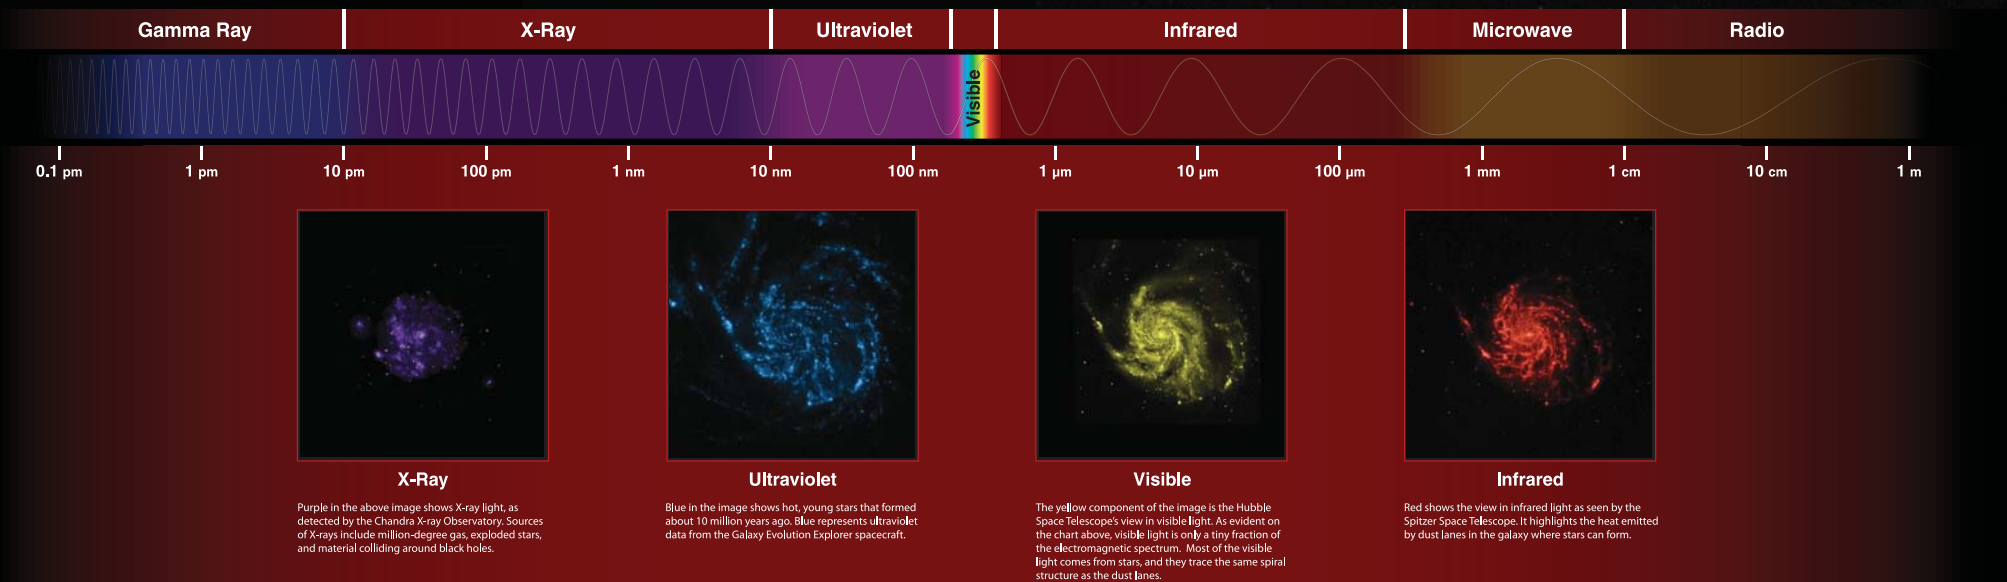 Gamma Ray X-Ray Ultraviolet Infrared Microwave Radio
Visible
0.1 pm 1 pm 10 pm 100 pm 1 nm 10 nm 100 nm 1 µm 10 µm 100 µm 1 mm 1 cm 10 cm 1 m
X-Ray
Purple in the above image shows X-ray light, as
detected by the Chandra X-ray Observatory. Sources
of X-rays include million-degree gas, exploded stars,
and material colliding around black holes.
Ultraviolet
Blue in the image shows hot, young stars that formed
about 10 million years ago. Blue represents ultraviolet
data from the Galaxy Evolution Explorer spacecraft.
Visible
The yellow component of the image is the Hubble
Space Telescope's view in visible light. As evident on
the chart above, visible light is only a tiny fraction of
the electromagnetic spectrum. Most of the visible
light comes from stars, and they trace the same spiral
structure as the dust lanes.
Infrared
Red shows the view in infrared light as seen by the
Spitzer Space Telescope. It highlights the heat emitted
by dust lanes in the galaxy where stars can form.